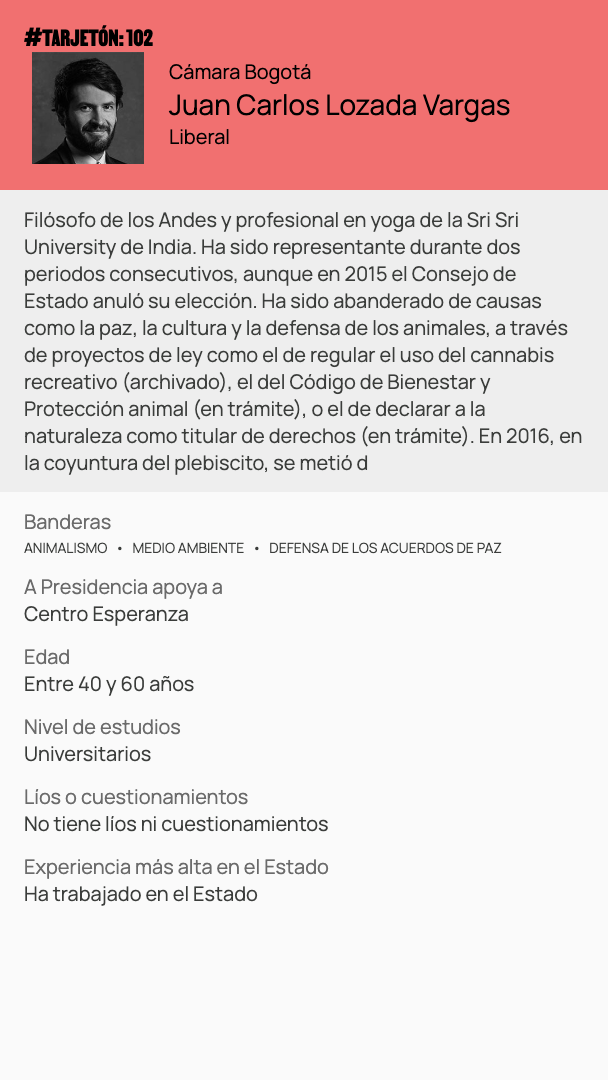 #TARJETÓN: 102
Cámara Bogotá
Juan Carlos Lozada Vargas
Liberal
Filósofo de los Andes y profesional en yoga de la Sri Sri
University de India. Ha sido representante durante dos
periodos consecutivos, aunque en 2015 el Consejo de
Estado anuló su elección. Ha sido abanderado de causas
como la paz, la cultura y la defensa de los animales, a través
de proyectos de ley como el de regular el uso del cannabis
recreativo (archivado), el del Código de Bienestar y
Protección animal (en trámite), o el de declarar a la
naturaleza como titular de derechos (en trámite). En 2016, en
la coyuntura del plebiscito, se metió d
Banderas
ANIMALISMO • MEDIO AMBIENTE • DEFENSA DE LOS ACUERDOS DE PAZ
A Presidencia apoya a
Centro Esperanza
Edad
Entre 40 y 60 años
Nivel de estudios
Universitarios
Líos o cuestionamientos
No tiene líos ni cuestionamientos
Experiencia más alta en el Estado
Ha trabajado en el Estado